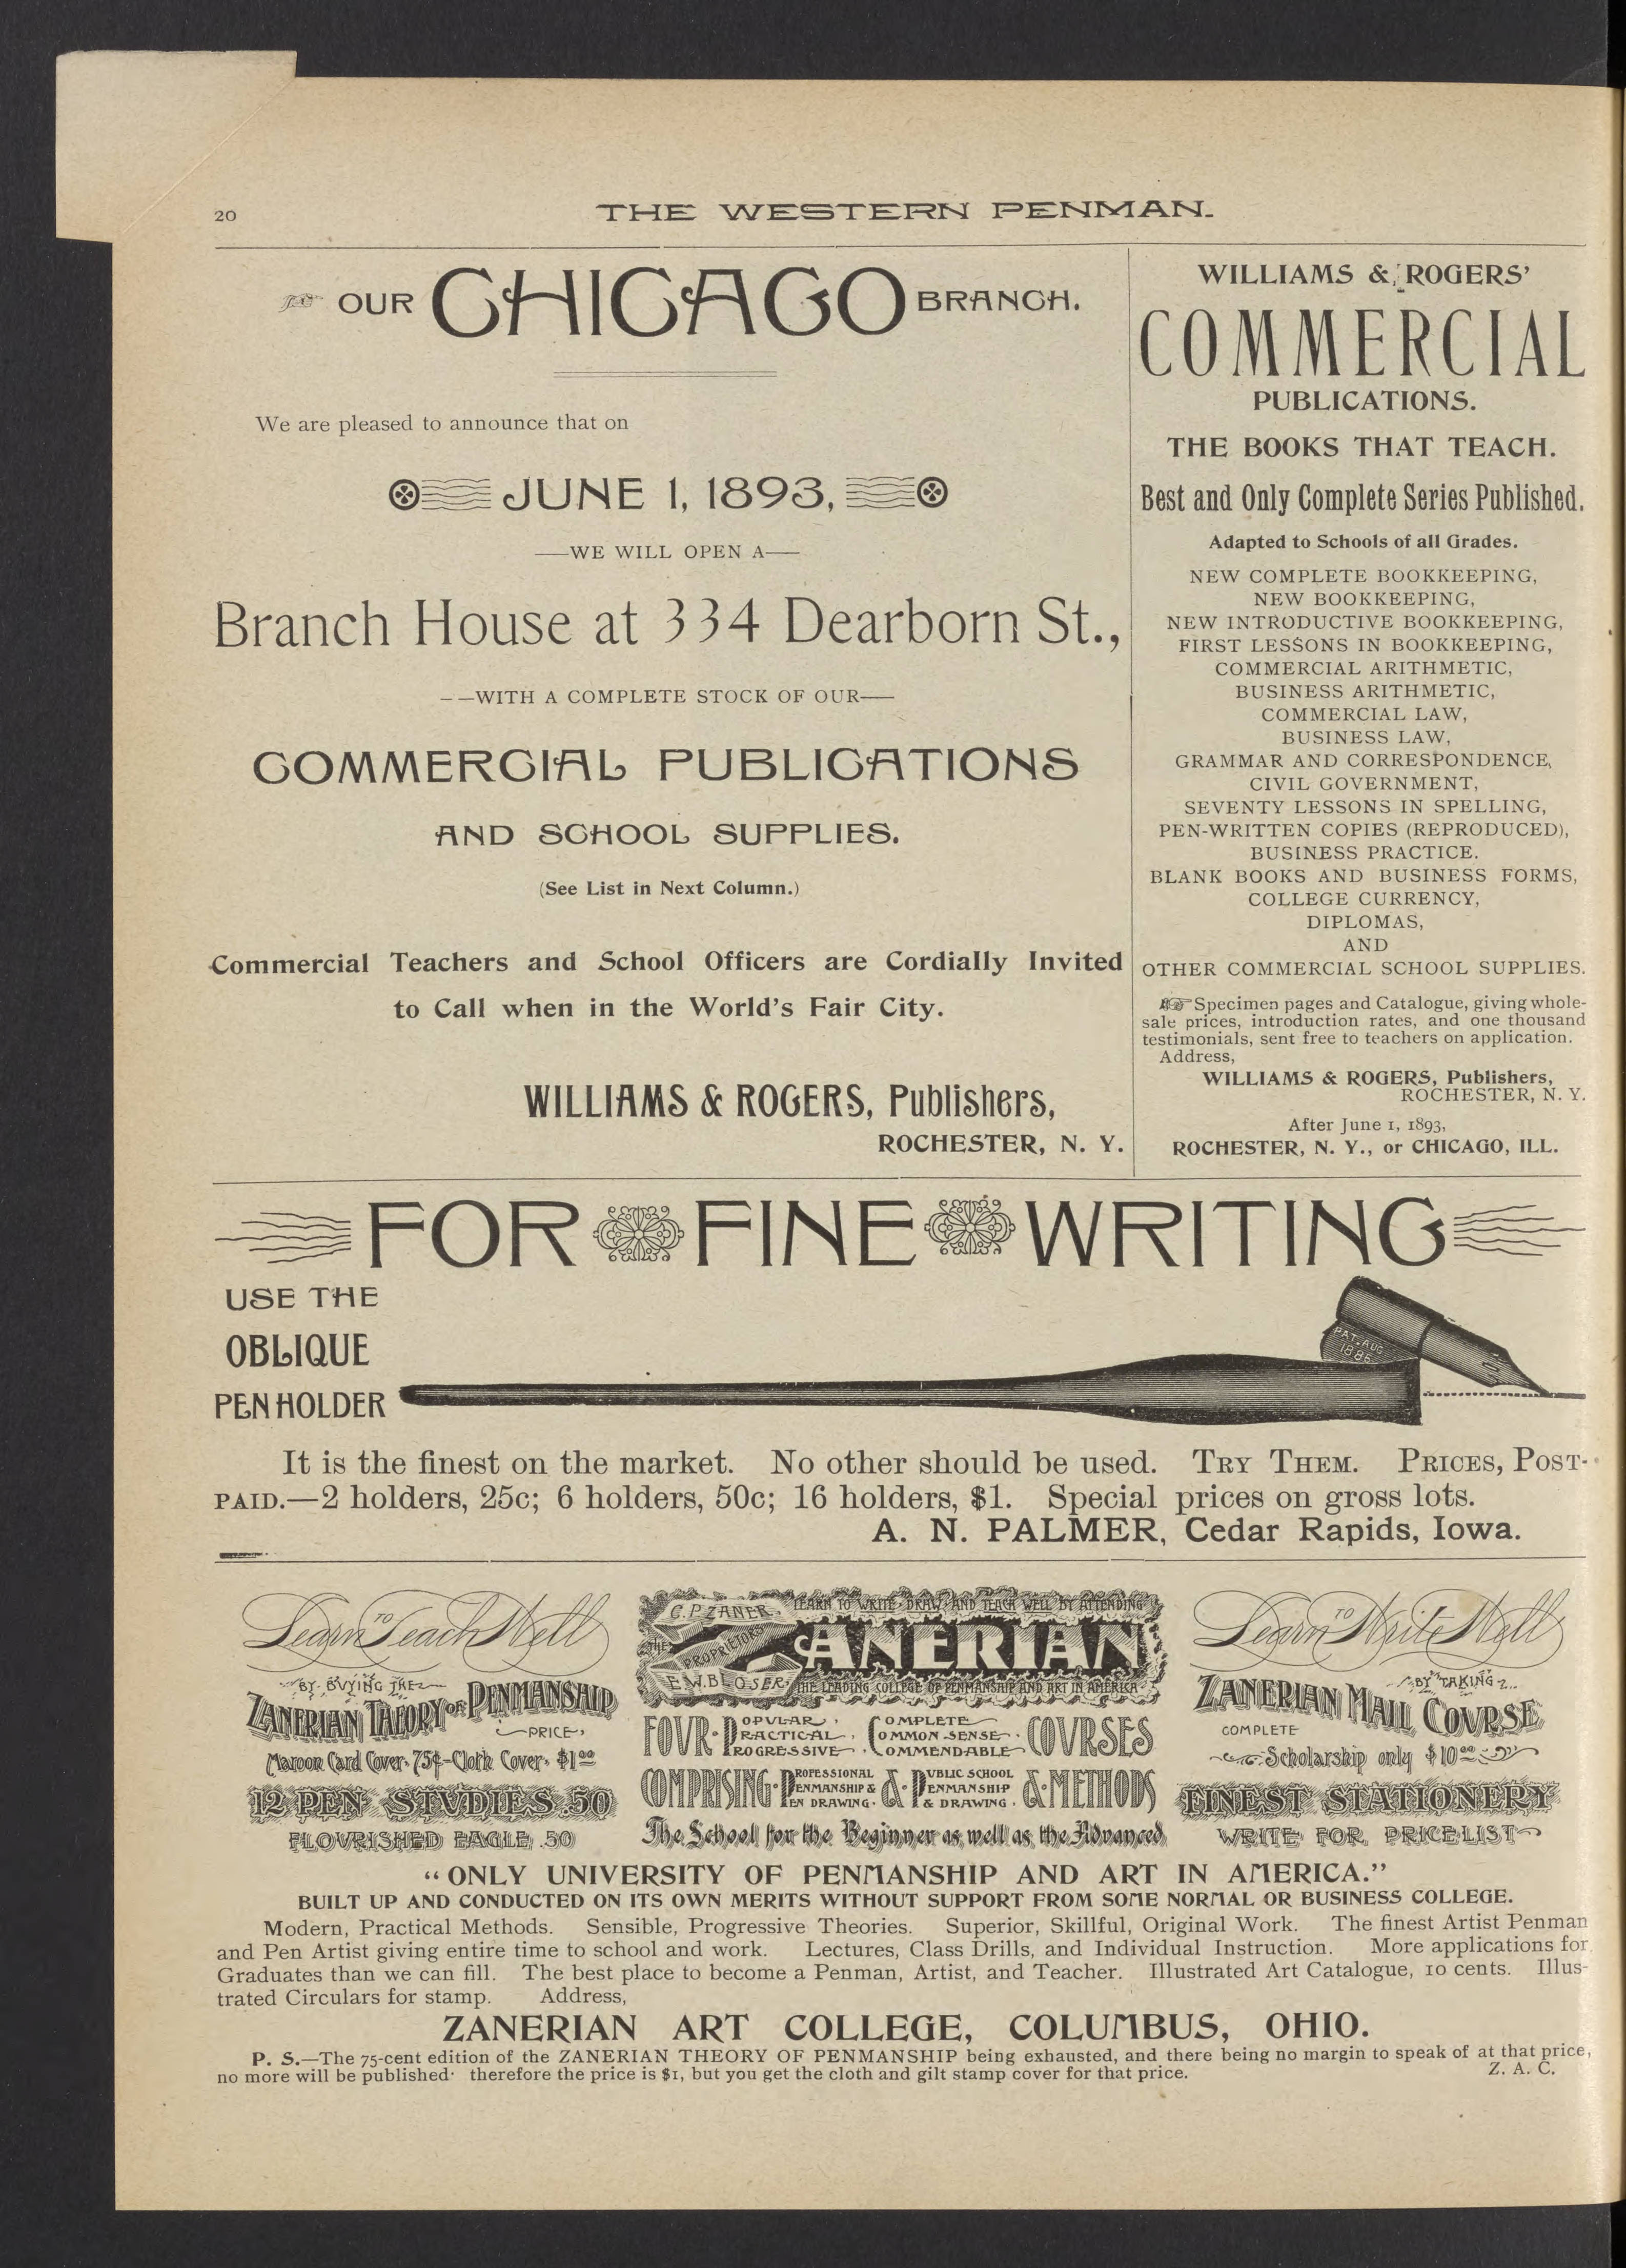 20
THE WESTERN PENMAN.
OUR CHICAGO BRANCH.
We are pleased to announce that on
JUNE 1, 1893,
—WE WILL OPEN A—
Branch House at 334 Dearborn St.,
——WITH A COMPLETE STOCK OF OUR—
COMMERCIAL PUBLICATIONS
AND SCHOOL SUPPLIES.
(See List in Next Column.)
Commercial Teachers and School Officers are Cordially Invited
to Call when in the World's Fair City.
WILLIAMS & ROGERS, Publishers,
ROCHESTER, N. Y.
WILLIAMS & ROGERS'
COMMERCIAL
PUBLICATIONS.
THE BOOKS THAT TEACH.
Best and Only Complete Series Published.
Adapted to Schools of all Grades.
NEW COMPLETE BOOKKEEPING,
NEW BOOKKEEPING,
NEW INTRODUCTIVE BOOKKEEPING,
FIRST LESSONS IN BOOKKEEPING,
COMMERCIAL ARITHMETIC,
BUSINESS ARITHMETIC,
COMMERCIAL LAW,
BUSINESS LAW,
GRAMMAR AND CORRESPONDENCE,
CIVIL GOVERNMENT,
SEVENTY LESSONS IN SPELLING,
PEN-WRITTEN COPIES (REPRODUCED),
BUSINESS PRACTICE.
BLANK BOOKS AND BUSINESS FORMS,
COLLEGE CURRENCY,
DIPLOMAS,
AND
OTHER COMMERCIAL SCHOOL SUPPLIES.
☞ Specimen pages and Catalogue, giving whole-
sale prices, introduction rates, and one thousand
testimonials, sent free to teachers on application.
Address,
WILLIAMS & ROGERS, Publishers,
ROCHESTER, N. Y.
After June 1, 1893,
ROCHESTER, N. Y., or CHICAGO, ILL.
FOR FINE WRITING
USE THE
OBLIQUE
PEN HOLDER
PAT. AUG
1886
It is the finest on the market. No other should be used. TRY THEM. PRICES, POST-
PAID.—2 holders, 25c; 6 holders, 50c; 16 holders, $1. Special prices on gross lots.
A. N. PALMER, Cedar Rapids, Iowa.
Learn to Teach Well
BY BUYING THE
ZANERIAN THEORY OF PENMANSHIP
PRICE,
Maroon Card Cover, 75¢—Cloth Cover, $1.00
12 PEN STUDIES .50
FLOURISHED EAGLE .50
LEARN TO WRITE, DRAW, AND TEACH WELL BY ATTENDING
C. P. ZANER,
THE ZANERIAN
PROPRIETORS
E. W. BLOSER.
THE LEADING COLLEGE OF PENMANSHIP AND ART IN AMERICA
FOUR POPULAR, PRACTICAL, PROGRESSIVE, COMPLETE COMMON-SENSE, COMMENDABLE COURSES
COMPRISING PROFESSIONAL PENMANSHIP & PEN DRAWING. & PUBLIC SCHOOL PENMANSHIP & DRAWING. & METHODS
The School for the Beginner as well as the Advanced
Learn to Write Well
BY TAKING
ZANERIAN MAIL COURSE
COMPLETE
Scholarship only $10.00
FINEST STATIONERY
WRITE FOR PRICE LIST
"ONLY UNIVERSITY OF PENMANSHIP AND ART IN AMERICA."
BUILT UP AND CONDUCTED ON ITS OWN MERITS WITHOUT SUPPORT FROM SOME NORMAL OR BUSINESS COLLEGE.
Modern, Practical Methods. Sensible, Progressive Theories. Superior, Skillful, Original Work. The finest Artist Penman
and Pen Artist giving entire time to school and work. Lectures, Class Drills, and Individual Instruction. More applications for
Graduates than we can fill. The best place to become a Penman, Artist, and Teacher. Illustrated Art Catalogue, 10 cents. Illus-
trated Circulars for stamp. Address,
ZANERIAN ART COLLEGE, COLUMBUS, OHIO.
P. S.—The 75-cent edition of the ZANERIAN THEORY OF PENMANSHIP being exhausted, and there being no margin to speak of at that price,
no more will be published· therefore the price is $1, but you get the cloth and gilt stamp cover for that price. Z. A. C.